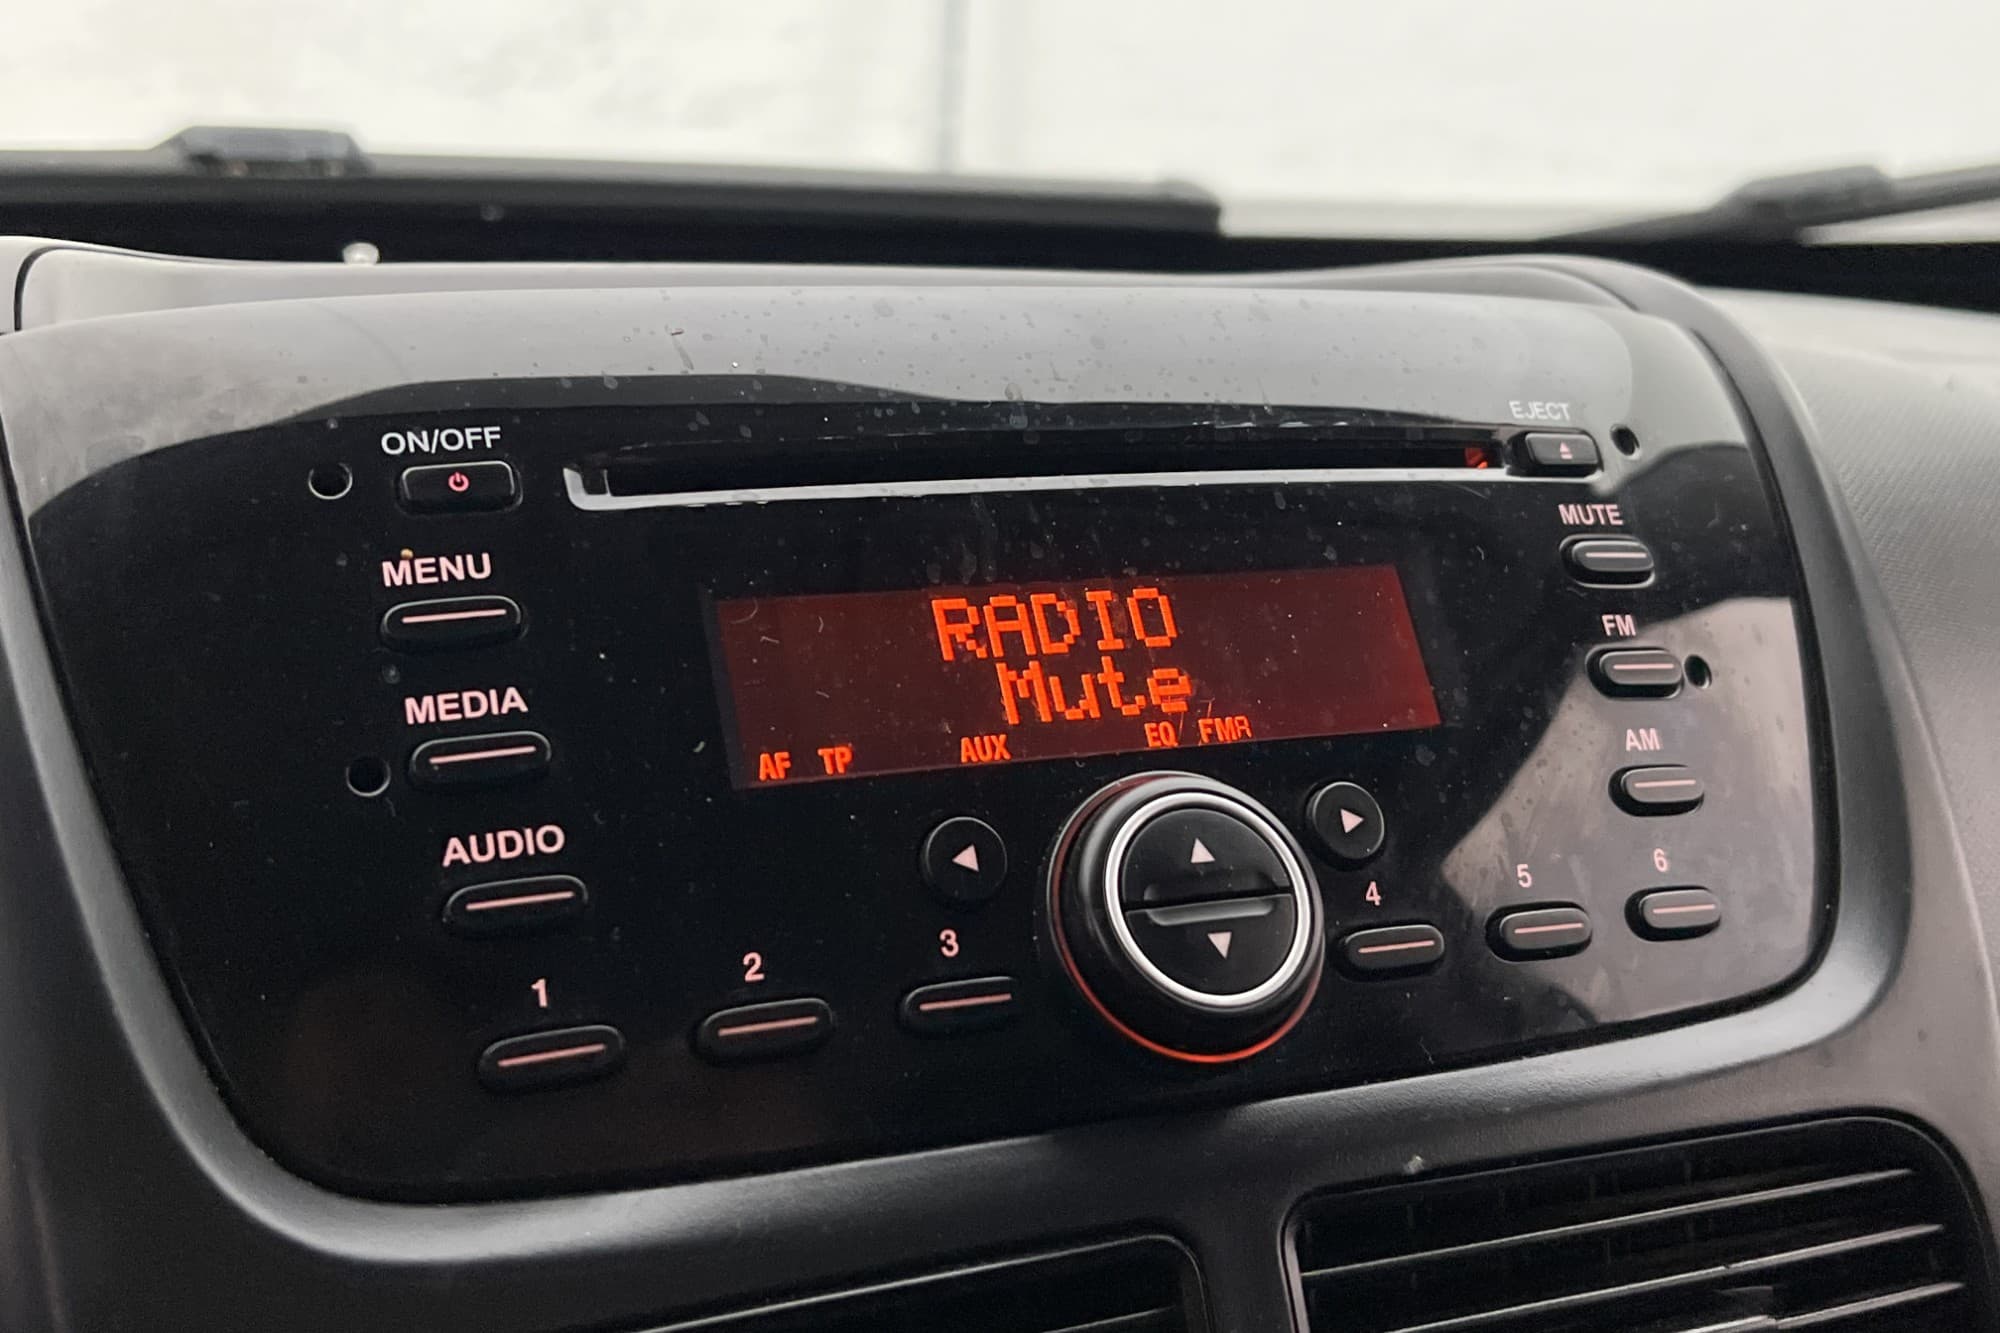 ON/OFF
EJECT
MUTE
MENU
RADIO
Mute
FM
MEDIA
AF TP AUX EQ FMA
AM
AUDIO
1 2 3 4 5 6